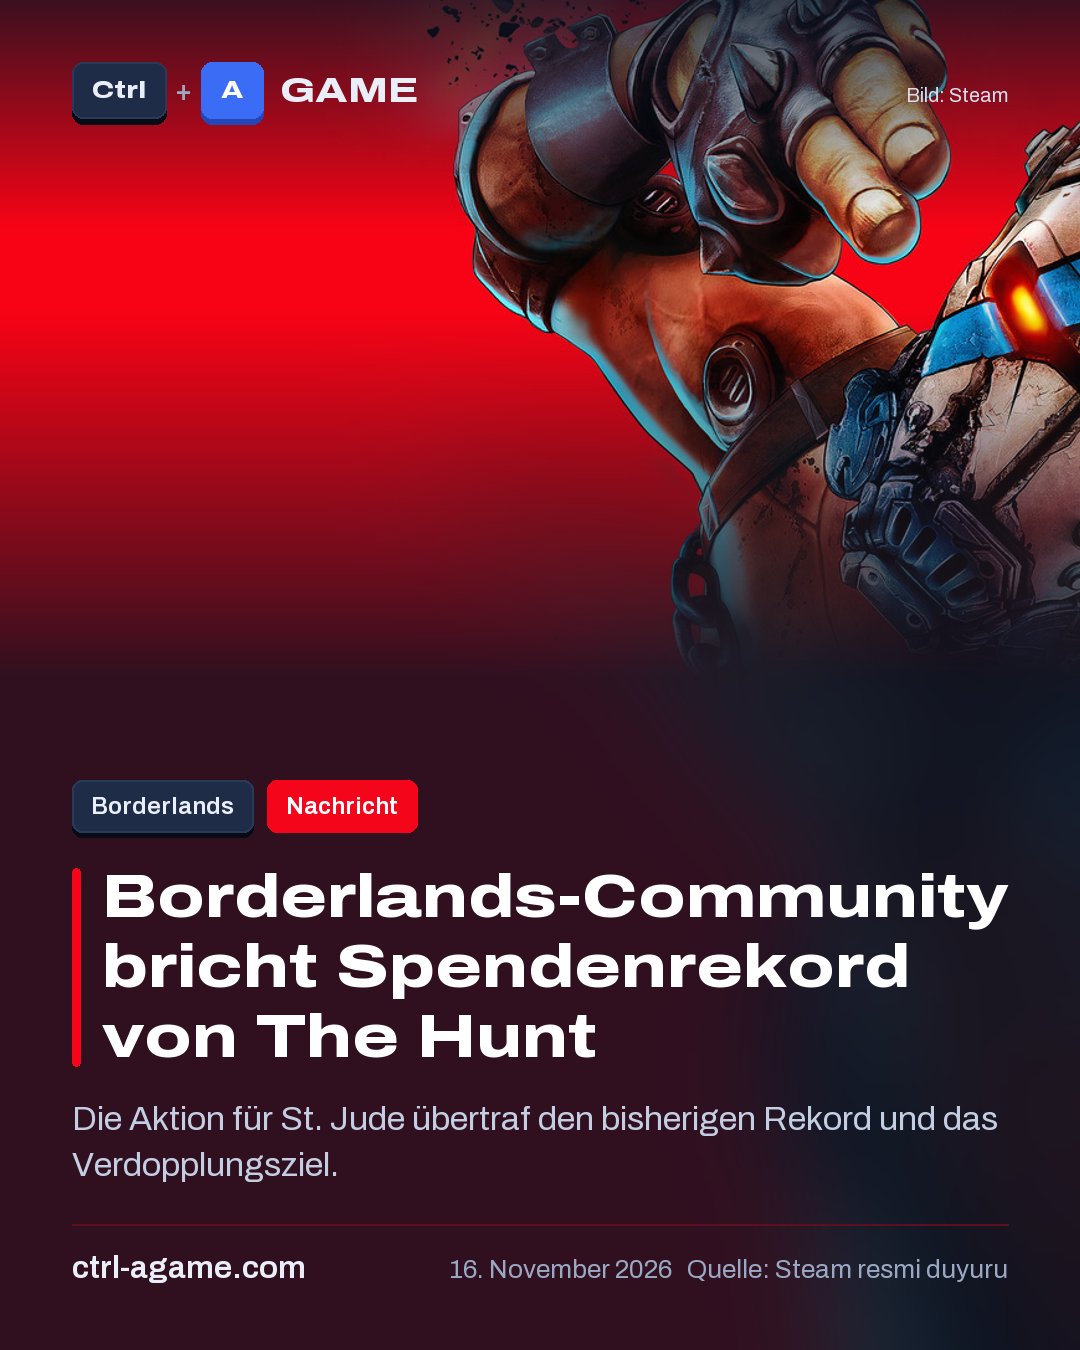 Ctrl + A GAME
Bild: Steam
Borderlands Nachricht
Borderlands-Community
bricht Spendenrekord
von The Hunt
Die Aktion für St. Jude übertraf den bisherigen Rekord und das
Verdopplungsziel.
ctrl-agame.com
16. November 2026 Quelle: Steam resmi duyuru